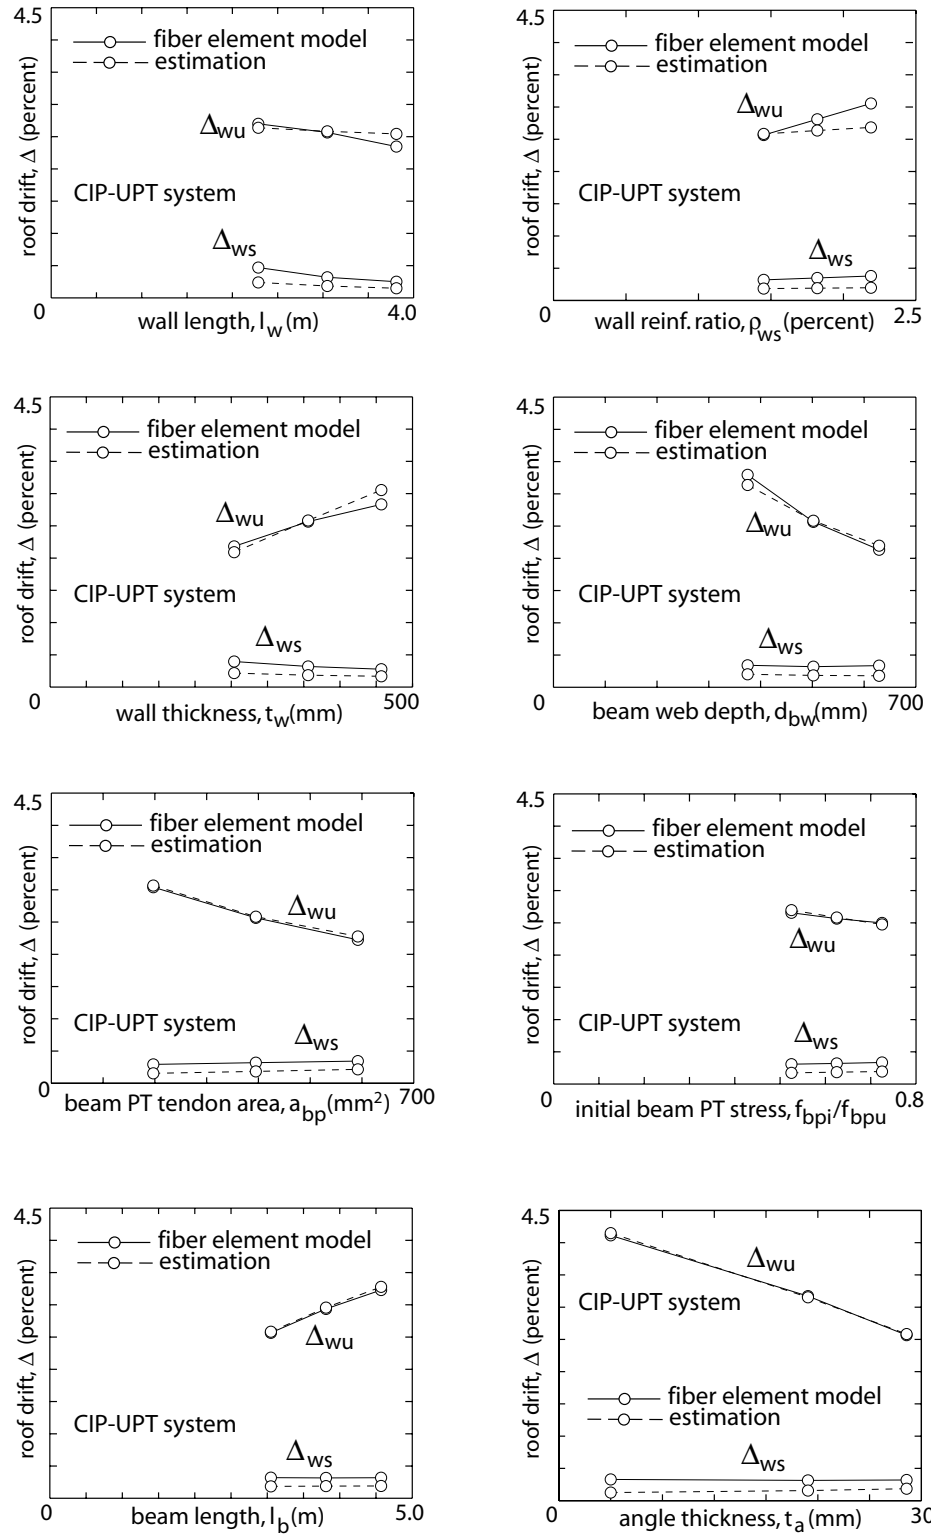 4.5
fiber element model
estimation
Δwu
CIP-UPT system
Δws
roof drift, Δ (percent)
0
wall length, lw(m)
4.0
4.5
fiber element model
estimation
Δwu
CIP-UPT system
Δws
roof drift, Δ (percent)
0
wall reinf. ratio, ρws(percent)
2.5
4.5
fiber element model
estimation
Δwu
CIP-UPT system
Δws
roof drift, Δ (percent)
0
wall thickness, tw(mm)
500
4.5
fiber element model
estimation
Δwu
CIP-UPT system
Δws
roof drift, Δ (percent)
0
beam web depth, dbw(mm)
700
4.5
fiber element model
estimation
Δwu
CIP-UPT system
Δws
roof drift, Δ (percent)
0
beam PT tendon area, abp(mm²)
700
4.5
fiber element model
estimation
Δwu
CIP-UPT system
Δws
roof drift, Δ (percent)
0
initial beam PT stress, fbpi/fbpu
0.8
4.5
fiber element model
estimation
Δwu
CIP-UPT system
Δws
roof drift, Δ (percent)
0
beam length, lb(m)
5.0
4.5
Δwu
CIP-UPT system
fiber element model
estimation
Δws
roof drift, Δ (percent)
0
angle thickness, ta(mm)
30